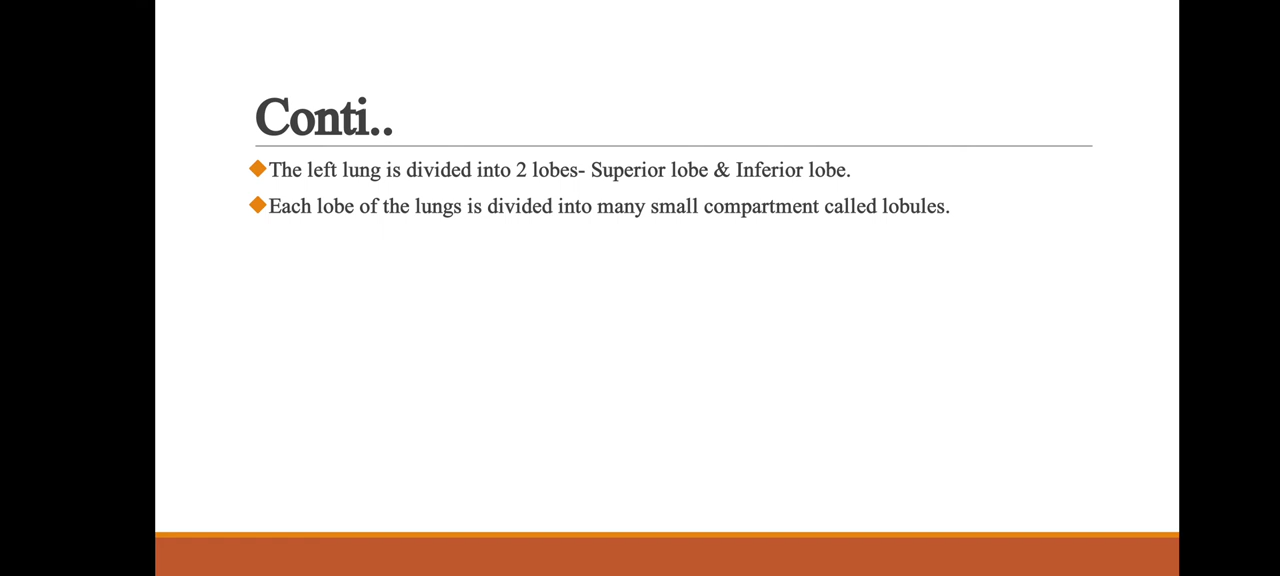 Conti..
The left lung is divided into 2 lobes- Superior lobe & Inferior lobe.
Each lobe of the lungs is divided into many small compartment called lobules.